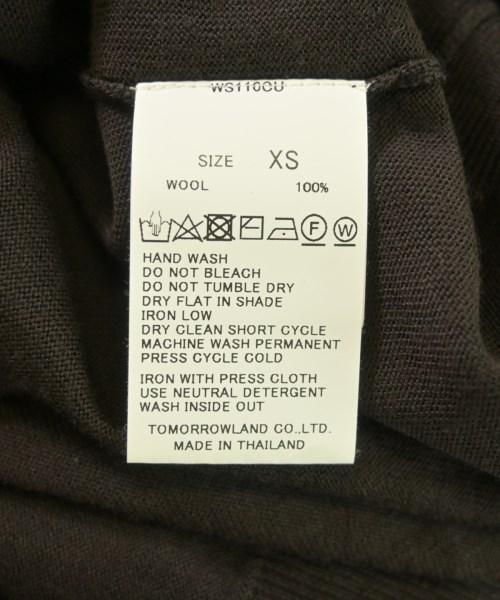 WS110CU
SIZE XS
WOOL 100%
F W
HAND WASH
DO NOT BLEACH
DO NOT TUMBLE DRY
DRY FLAT IN SHADE
IRON LOW
DRY CLEAN SHORT CYCLE
MACHINE WASH PERMANENT
PRESS CYCLE COLD
IRON WITH PRESS CLOTH
USE NEUTRAL DETERGENT
WASH INSIDE OUT
TOMORROWLAND CO.,LTD.
MADE IN THAILAND